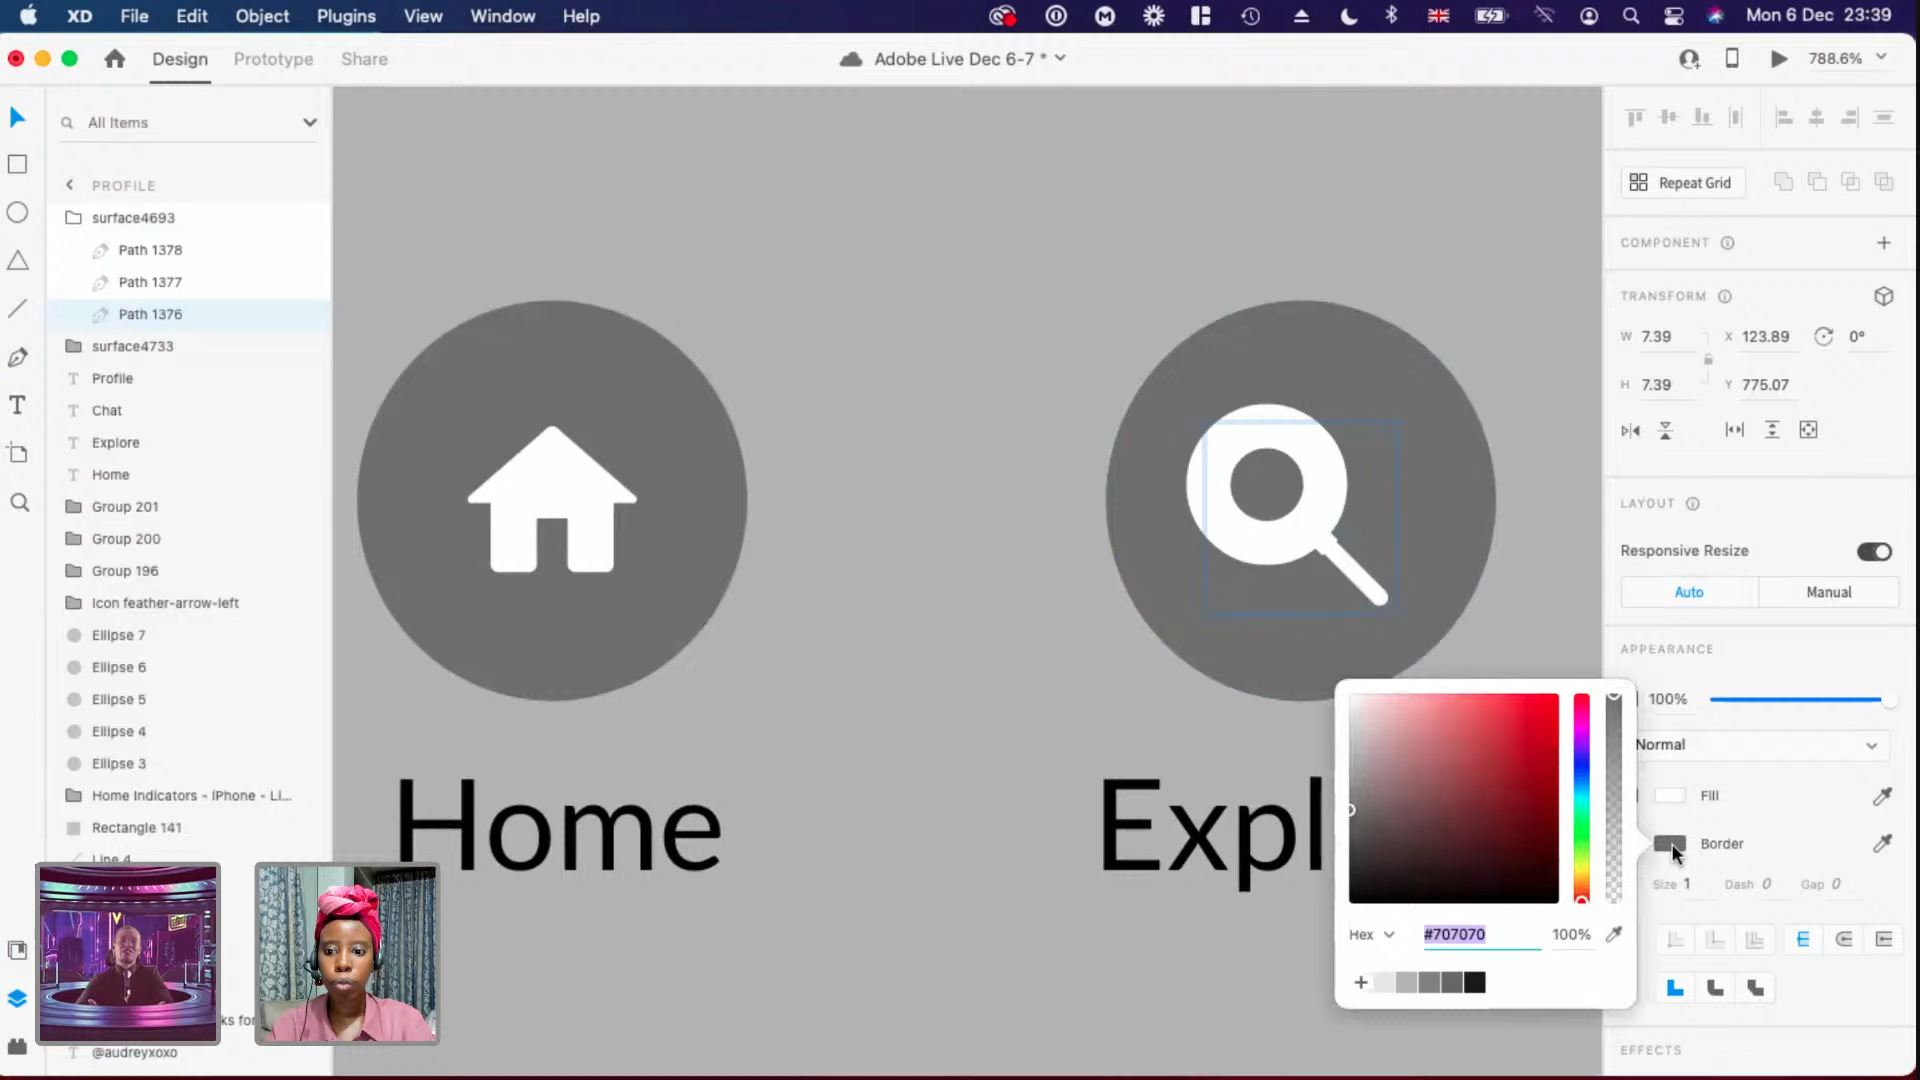 XD File Edit Object Plugins View Window Help Mon 6 Dec 23:39
Design Prototype Share Adobe Live Dec 6-7 * 788.6%
All Items
PROFILE
surface4693
Path 1378
Path 1377
Path 1376
surface4733
Profile
Chat
Explore
Home
Group 201
Group 200
Group 196
Icon feather-arrow-left
Ellipse 7
Ellipse 6
Ellipse 5
Ellipse 4
Ellipse 3
Home Indicators - iPhone - Li...
Rectangle 141
Line 4
ks for
@audreyxoxo
Home
Expl
Hex #707070 100%
Repeat Grid
COMPONENT
TRANSFORM
W 7.39 X 123.89 0°
H 7.39 Y 775.07
LAYOUT
Responsive Resize
Auto Manual
APPEARANCE
100%
Normal
Fill
Border
Size 1 Dash 0 Gap 0
EFFECTS